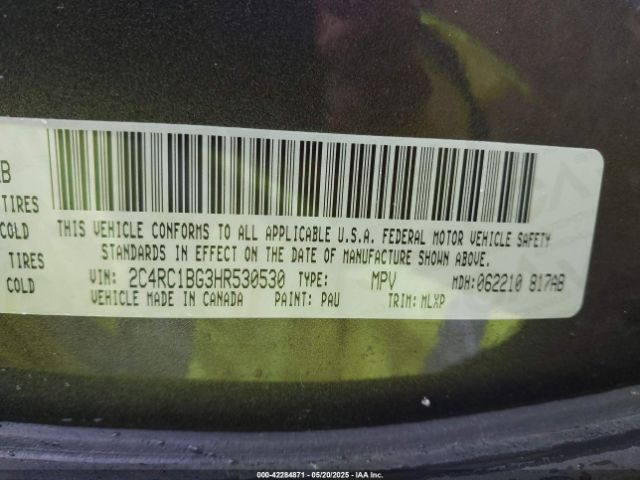 B
TIRES
COLD
TIRES
COLD
THIS VEHICLE CONFORMS TO ALL APPLICABLE U.S.A. FEDERAL MOTOR VEHICLE SAFETY
STANDARDS IN EFFECT ON THE DATE OF MANUFACTURE SHOWN ABOVE.
VIN: 2C4RC1BG3HR530530 TYPE: MPV MDH:062210 817AB
VEHICLE MADE IN CANADA PAINT: PAU TRIM: MLXP
000-42284871 05/20/2025 IAAI.COM